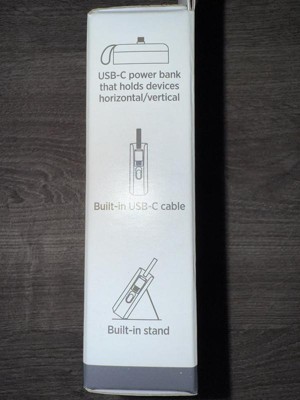 USB-C power bank
that holds devices
horizontal/vertical
Built-in USB-C cable
Built-in stand